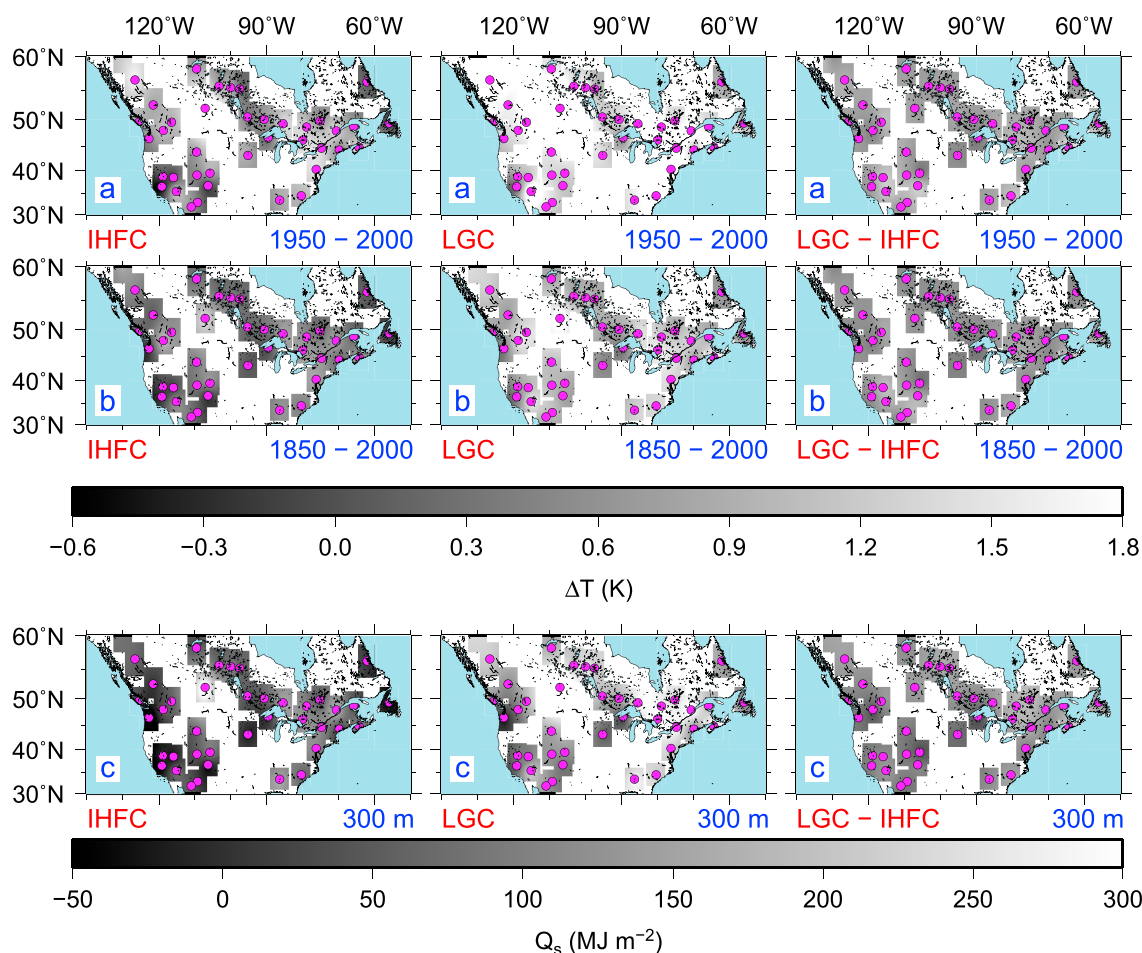 120˚W 90˚W 60˚W 120˚W 90˚W 60˚W 120˚W 90˚W 60˚W
60˚N
50˚N
40˚N
30˚N
a a a
IHFC 1950 − 2000 LGC 1950 − 2000 LGC − IHFC 1950 − 2000
60˚N
50˚N
40˚N
30˚N
b b b
IHFC 1850 − 2000 LGC 1850 − 2000 LGC − IHFC 1850 − 2000
−0.6 −0.3 0.0 0.3 0.6 0.9 1.2 1.5 1.8
ΔT (K)
60˚N
50˚N
40˚N
30˚N
c c c
IHFC 300 m LGC 300 m LGC − IHFC 300 m
−50 0 50 100 150 200 250 300
Qs (MJ m−2)